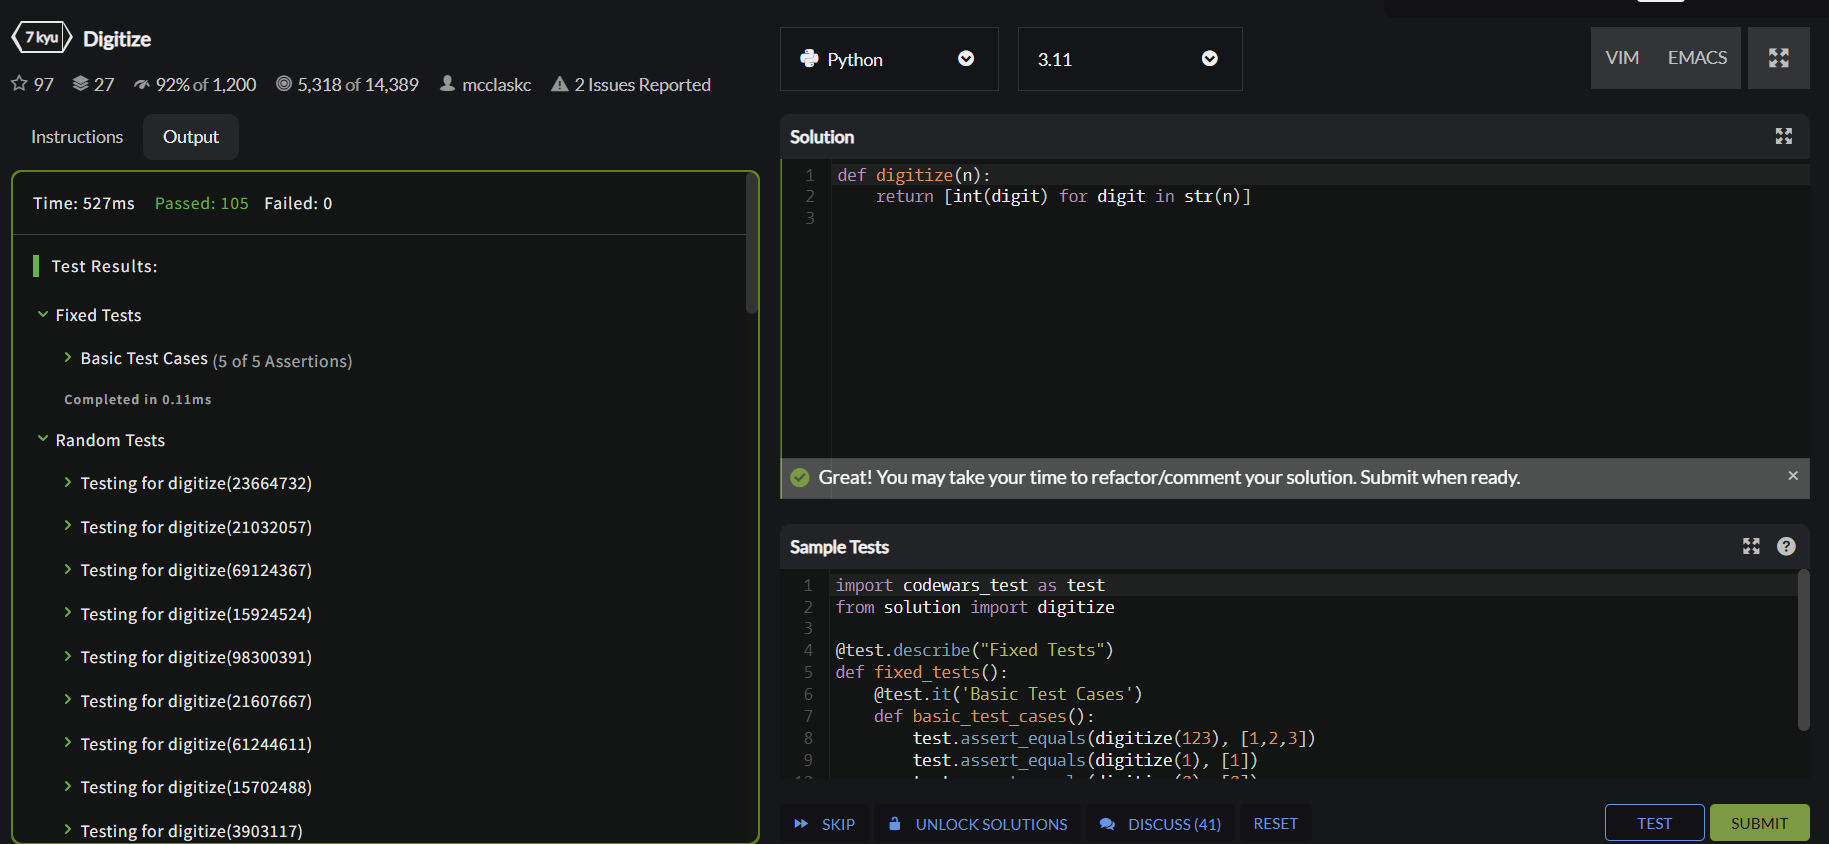 7 kyu Digitize
97 27 92% of 1,200 5,318 of 14,389 mcclaskc 2 Issues Reported
Instructions Output
Time: 527ms Passed: 105 Failed: 0
Test Results:
Fixed Tests
Basic Test Cases (5 of 5 Assertions)
Completed in 0.11ms
Random Tests
Testing for digitize(23664732)
Testing for digitize(21032057)
Testing for digitize(69124367)
Testing for digitize(15924524)
Testing for digitize(98300391)
Testing for digitize(21607667)
Testing for digitize(61244611)
Testing for digitize(15702488)
Testing for digitize(3903117)
Python 3.11 VIM EMACS
Solution
1 def digitize(n):
2 return [int(digit) for digit in str(n)]
3
Great! You may take your time to refactor/comment your solution. Submit when ready. ×
Sample Tests ?
1 import codewars_test as test
2 from solution import digitize
3
4 @test.describe("Fixed Tests")
5 def fixed_tests():
6 @test.it('Basic Test Cases')
7 def basic_test_cases():
8 test.assert_equals(digitize(123), [1,2,3])
9 test.assert_equals(digitize(1), [1])
SKIP UNLOCK SOLUTIONS DISCUSS (41) RESET TEST SUBMIT